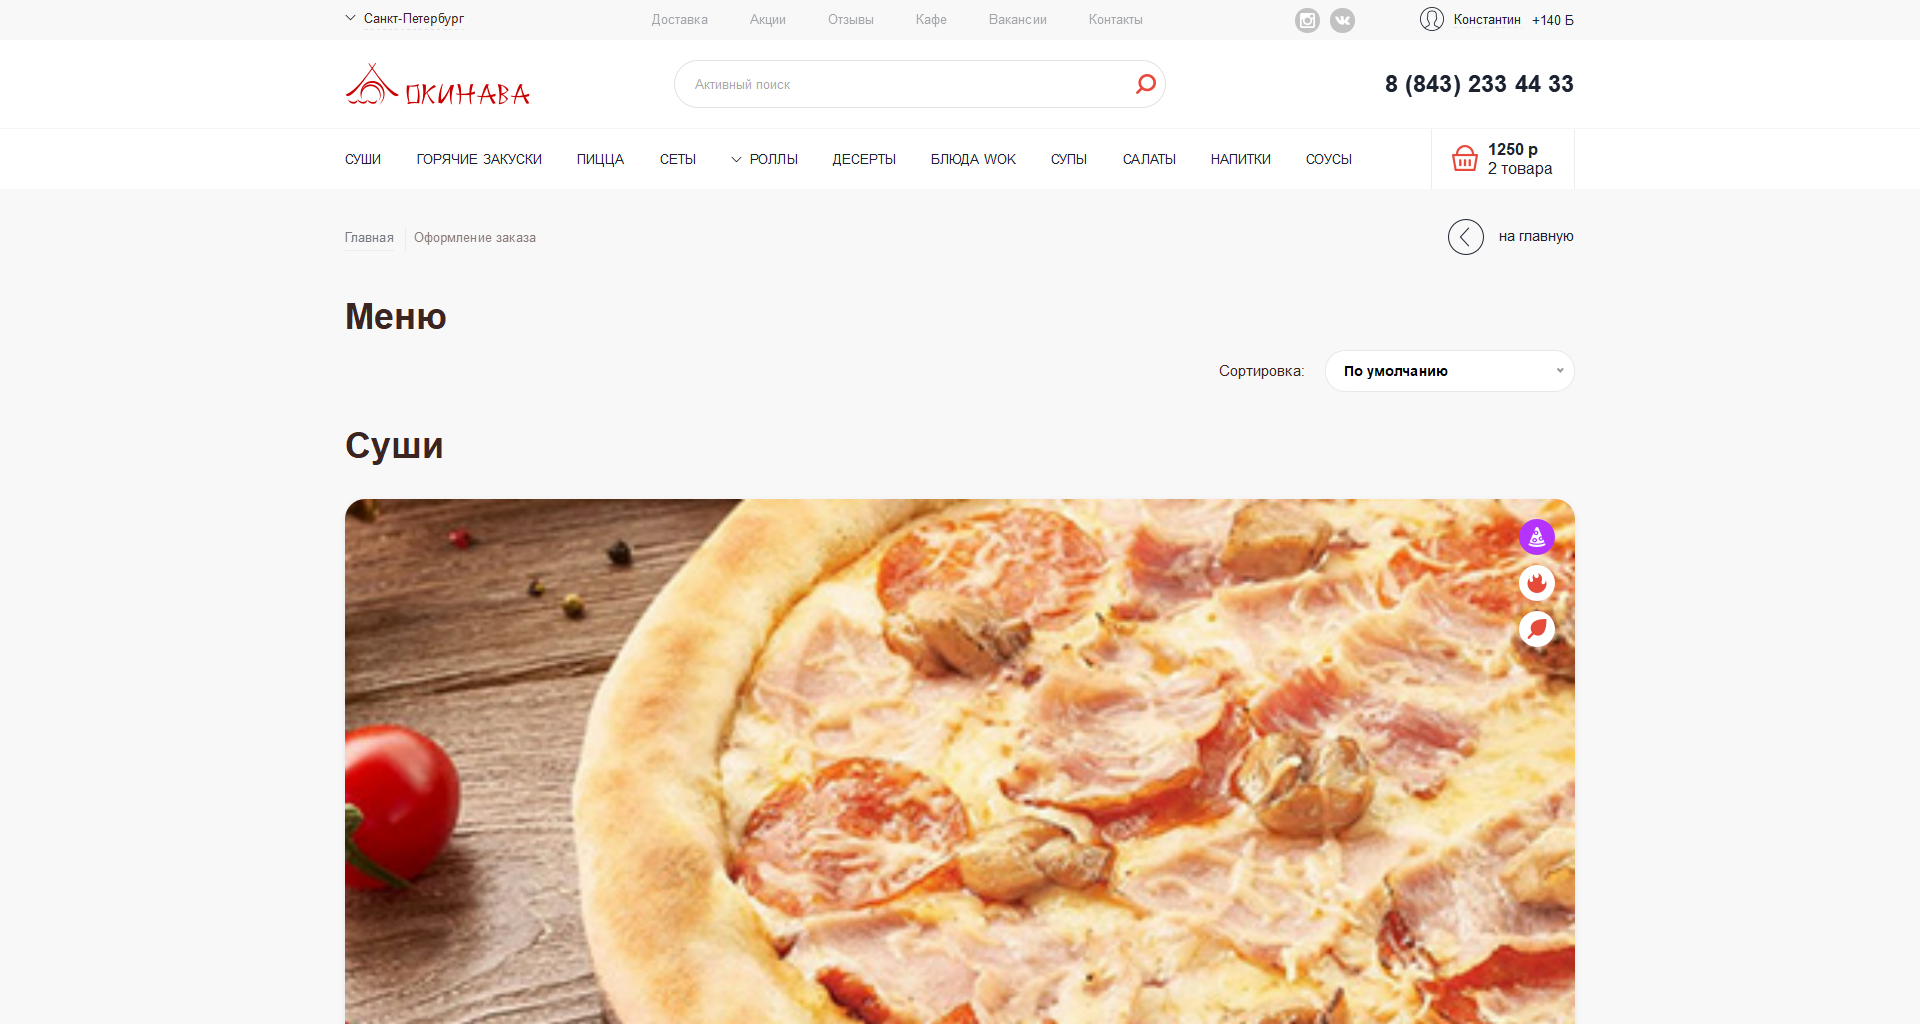 Санкт-Петербург
Доставка
Акции
Отзывы
Кафе
Вакансии
Контакты
Константин
+140 Б
ОКИНАВА
Активный поиск
8 (843) 233 44 33
СУШИ
ГОРЯЧИЕ ЗАКУСКИ
ПИЦЦА
СЕТЫ
РОЛЛЫ
ДЕСЕРТЫ
БЛЮДА WOK
СУПЫ
САЛАТЫ
НАПИТКИ
СОУСЫ
1250 р
2 товара
Главная
Оформление заказа
на главную
Меню
Сортировка:
По умолчанию
Суши